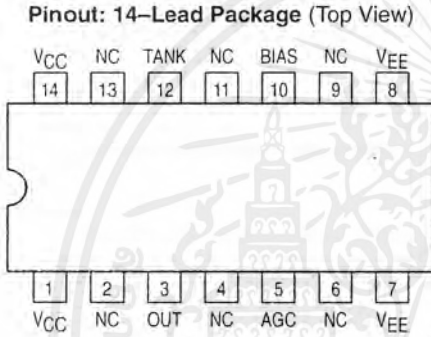 Pinout: 14–Lead Package (Top View)
VCC NC TANK NC BIAS NC VEE
14 13 12 11 10 9 8
1 2 3 4 5 6 7
VCC NC OUT NC AGC NC VEE